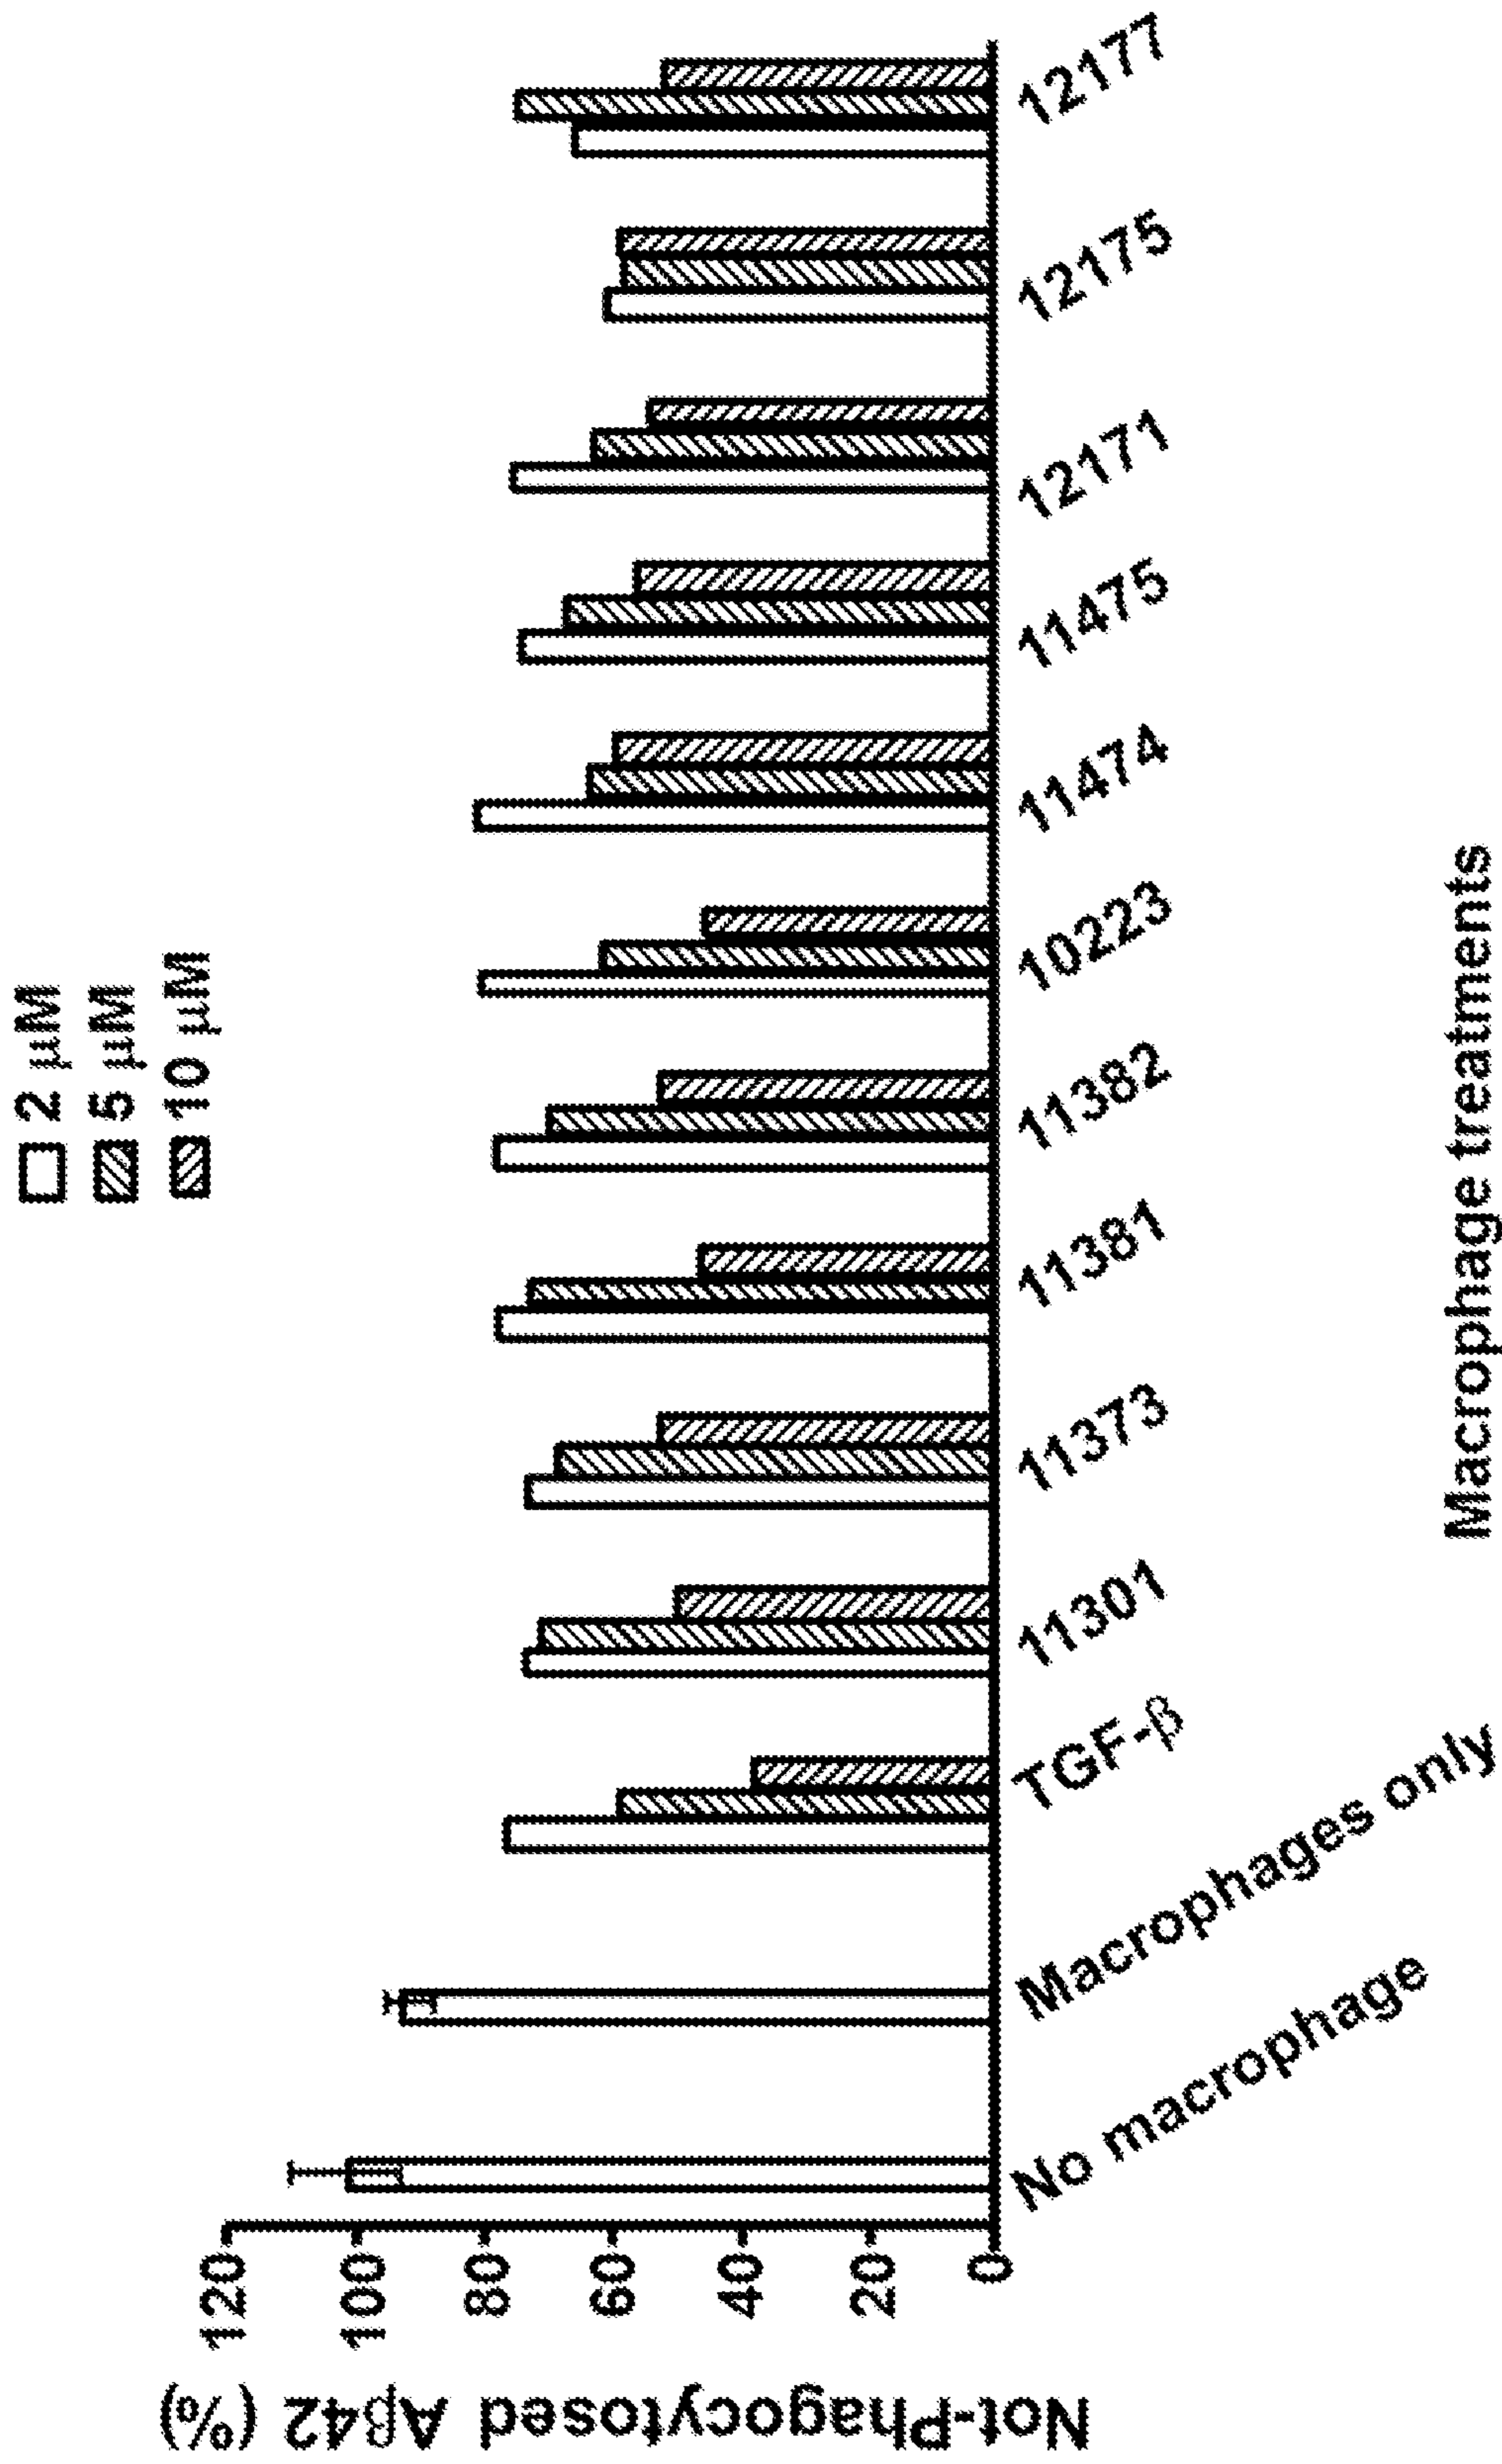 2 μM
5 μM
10 μM
Not-Phagocytosed Aβ42 (%)
120
100
80
60
40
20
0
No macrophage
Macrophages only
TGF-β
11301
11373
11381
11382
10223
11474
11475
12171
12175
12177
Macrophage treatments